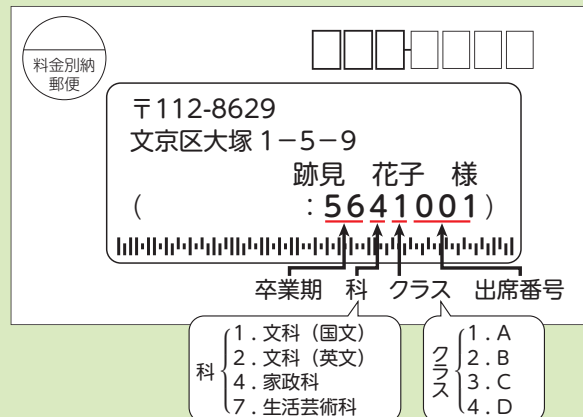 料金別納
郵便
〒112-8629
文京区大塚 1－5－9
跡見　花子　様
(　　　　　: 5641001)
卒業期　科　クラス　出席番号
科
1 . 文科（国文）
2 . 文科（英文）
4 . 家政科
7 . 生活芸術科
クラス
1 . A
2 . B
3 . C
4 . D